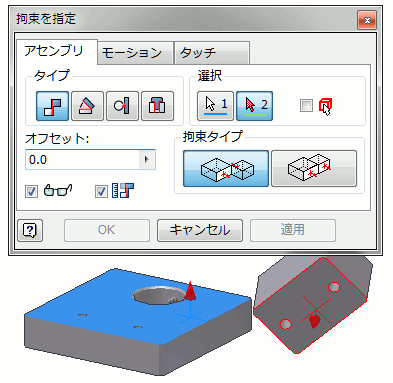 拘束を指定
アセンブリ モーション タッチ
タイプ
選択
1 2
オフセット:
拘束タイプ
0.0
OK キャンセル 適用